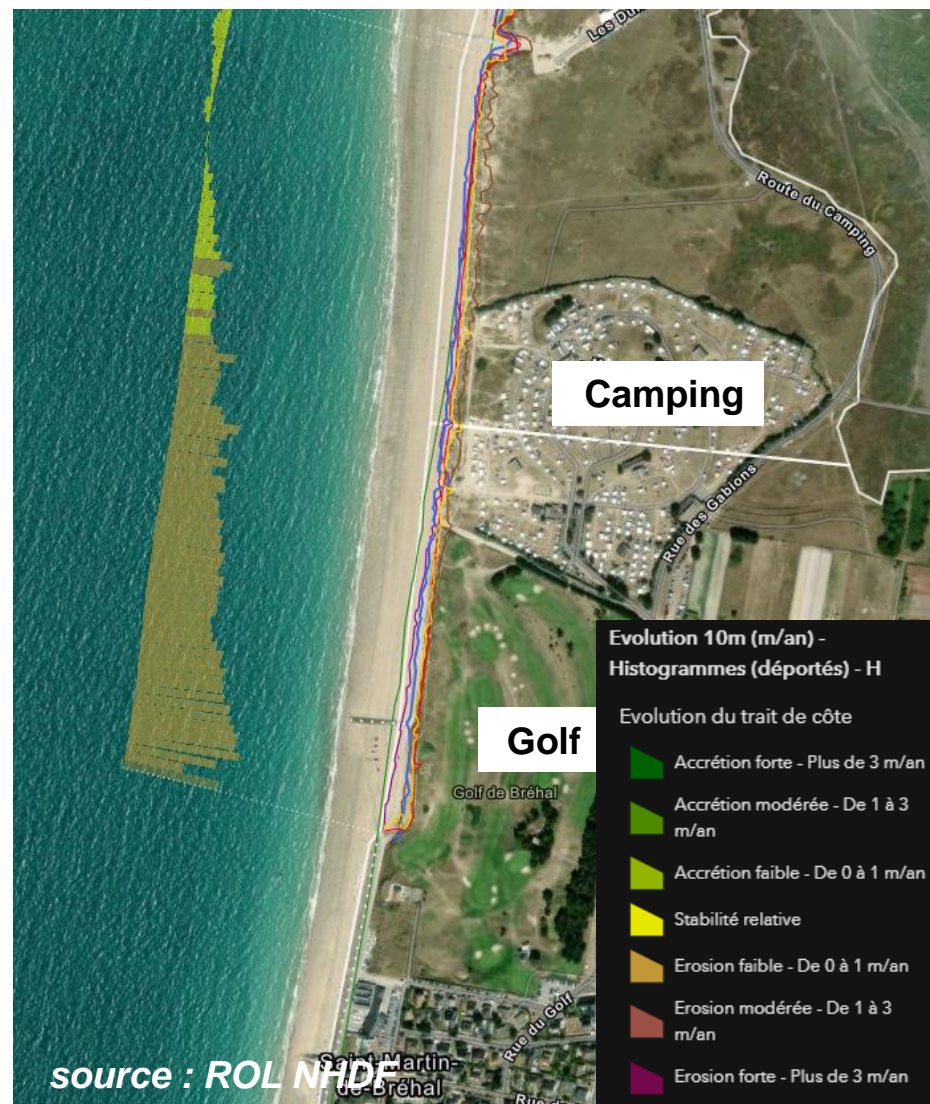 Les Du
Route du Camping
Camping
Rue des Gabions
Evolution 10m (m/an) -
Histogrammes (déportés) - H
Evolution du trait de côte
Golf
Accrétion forte - Plus de 3 m/an
Golf de Bréhal
Accrétion modérée - De 1 à 3
m/an
Accrétion faible - De 0 à 1 m/an
Stabilité relative
Erosion faible - De 0 à 1 m/an
Erosion modérée - De 1 à 3
m/an
Rue du Golf
Erosion forte - Plus de 3 m/an
Saint-Martin-
de-Bréhal
source : ROL NHDF
Rue du